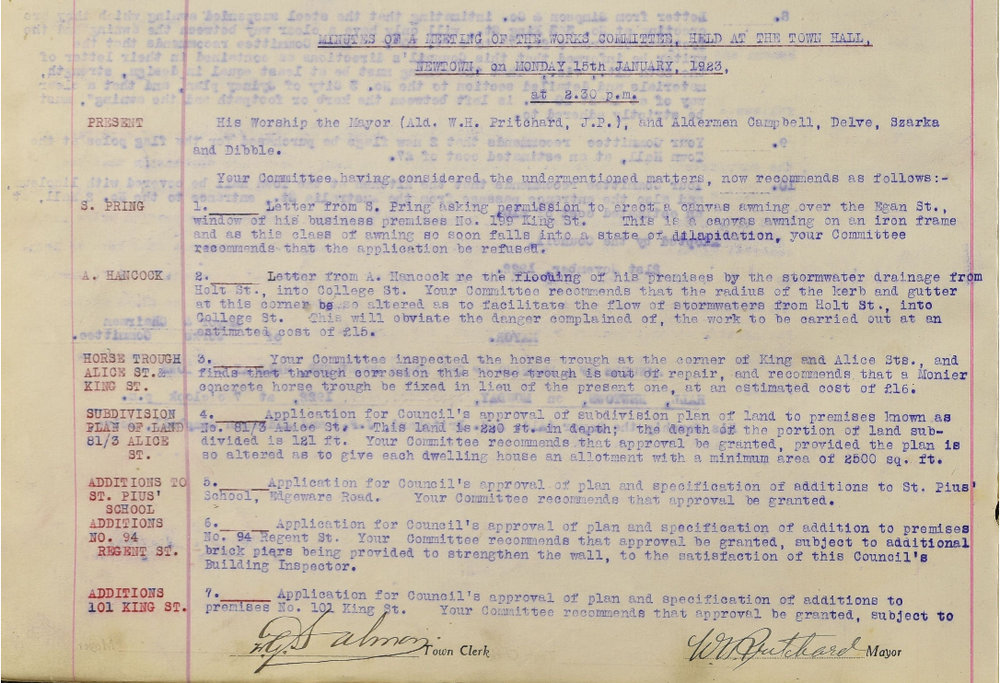 MINUTES OF A MEETING OF THE WORKS COMMITTEE, HELD AT THE TOWN HALL,
NEWTOWN, on MONDAY 15th JANUARY, 1923,
at 2.30 p.m.
PRESENT His Worship the Mayor (Ald. W.H. Pritchard, J.P.), and Aldermen Campbell, Delve, Szarka
and Dibble.
Your Committee having considered the undermentioned matters, now recommends as follows:-
S. PRING 1. Letter from S. Pring asking permission to erect a canvas awning over the Egan St.,
window of his business premises No. 199 King St. This is a canvas awning on an iron frame
and as this class of awning so soon falls into a state of dilapidation, your Committee
recommends that the application be refused.
A. HANCOCK 2. Letter from A. Hancock re the flooding of his premises by the stormwater drainage from
Holt St., into College St. Your Committee recommends that the radius of the kerb and gutter
at this corner be so altered as to facilitate the flow of stormwaters from Holt St., into
College St. This will obviate the danger complained of, the work to be carried out at an
estimated cost of £15.
HORSE TROUGH 3. Your Committee inspected the horse trough at the corner of King and Alice Sts., and
ALICE ST.& finds that through corrosion this horse trough is out of repair, and recommends that a Monier
KING ST. concrete horse trough be fixed in lieu of the present one, at an estimated cost of £16.
SUBDIVISION 4. Application for Council's approval of subdivision plan of land to premises known as
PLAN OF LAND No. 81/3 Alice St. This land is 220 ft. in depth; the depth of the portion of land sub-
81/3 ALICE divided is 121 ft. Your Committee recommends that approval be granted, provided the plan is
ST. so altered as to give each dwelling house an allotment with a minimum area of 2500 sq. ft.
ADDITIONS TO 5. Application for Council's approval of plan and specification of additions to St. Pius'
ST. PIUS' School, Edgeware Road. Your Committee recommends that approval be granted.
SCHOOL
ADDITIONS 6. Application for Council's approval of plan and specification of addition to premises
NO. 94 No. 94 Regent St. Your Committee recommends that approval be granted, subject to additional
REGENT ST. brick piers being provided to strengthen the wall, to the satisfaction of this Council's
Building Inspector.
ADDITIONS 7. Application for Council's approval of plan and specification of additions to
101 KING ST. premises No. 101 King St. Your Committee recommends that approval be granted, subject to
Salmon Town Clerk W Pritchard Mayor